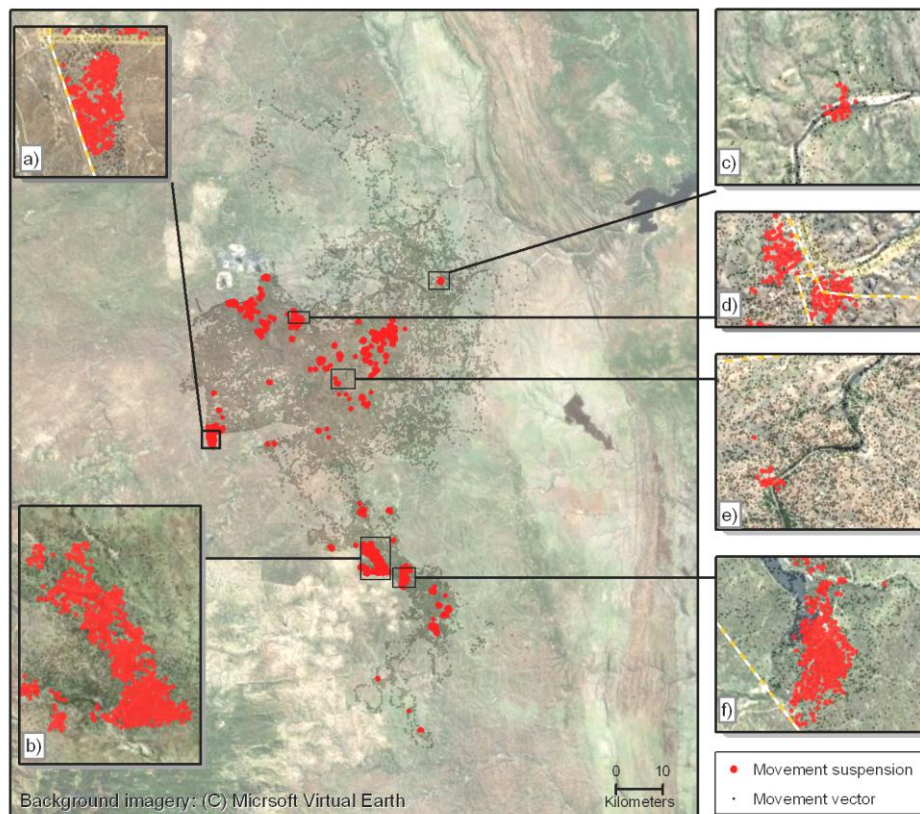 a)
c)
d)
e)
b)
f)
0 10
Kilometers
Background imagery: (C) Micrsoft Virtual Earth
Movement suspension
Movement vector